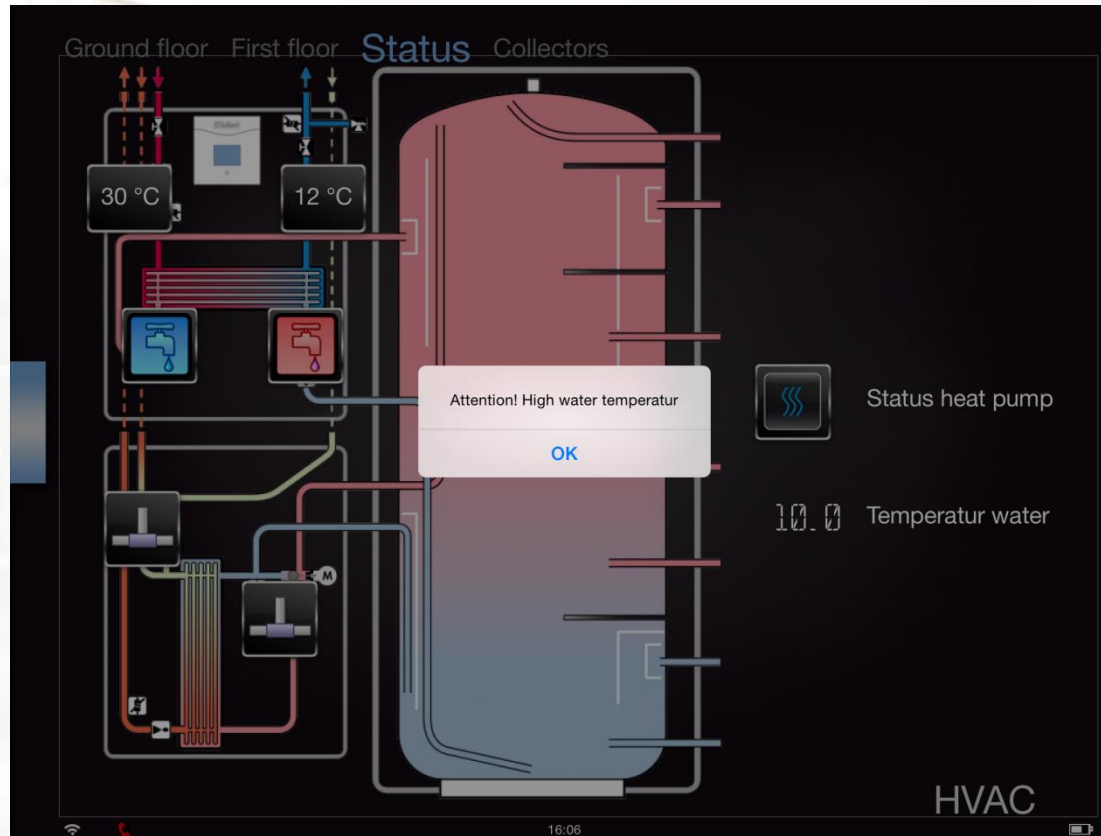 Ground floor First floor Status Collectors
Vaillant
30 °C
12 °C
Attention! High water temperatur
OK
Status heat pump
10.0 Temperatur water
M
HVAC
16:06